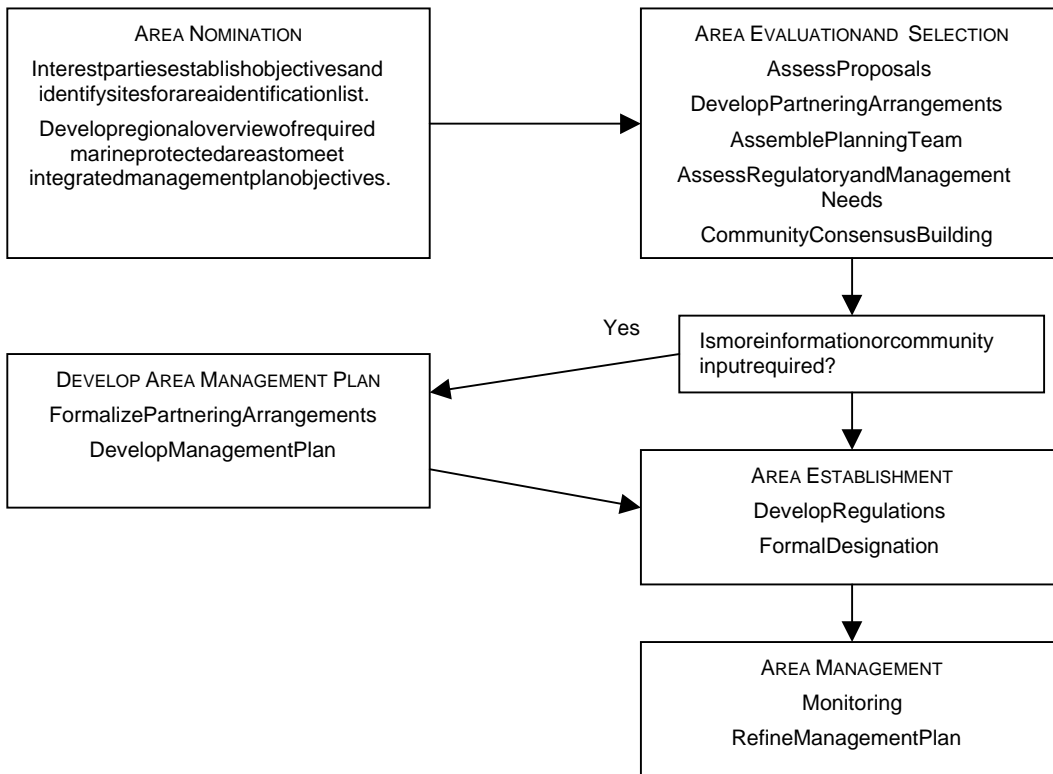 AREA NOMINATION
Interestpartiesestablishobjectivesand
identifysitesforareaidentificationlist.
Developregionaloverviewofrequired
marineprotectedareastomeet
integratedmanagementplanobjectives.
AREA EVALUATIONAND SELECTION
AssessProposals
DevelopPartneringArrangements
AssemblePlanningTeam
AssessRegulatoryandManagement
Needs
CommunityConsensusBuilding
Ismoreinformationorcommunity
inputrequired?
Yes
DEVELOP AREA MANAGEMENT PLAN
FormalizePartneringArrangements
DevelopManagementPlan
AREA ESTABLISHMENT
DevelopRegulations
FormalDesignation
AREA MANAGEMENT
Monitoring
RefineManagementPlan